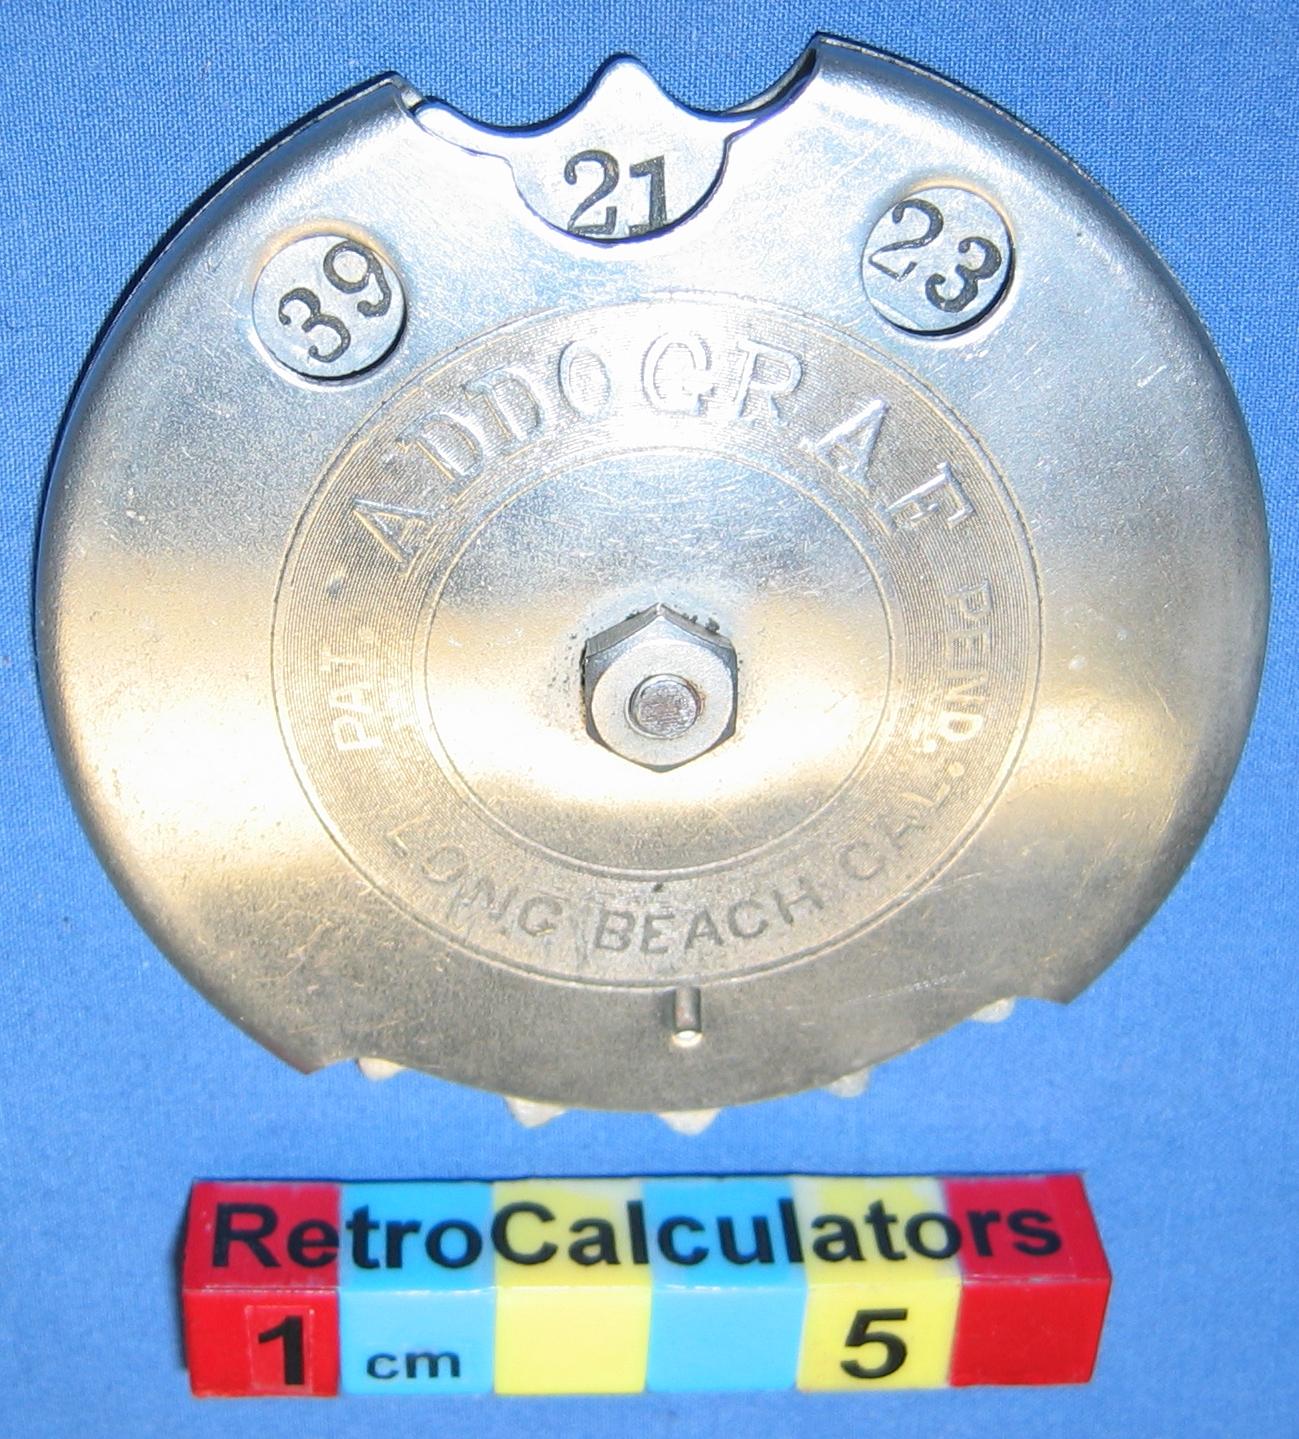 39
21
23
ADDOGRAF
PAT. PEND.
LONG BEACH CAL.
RetroCalculators
1 cm 5